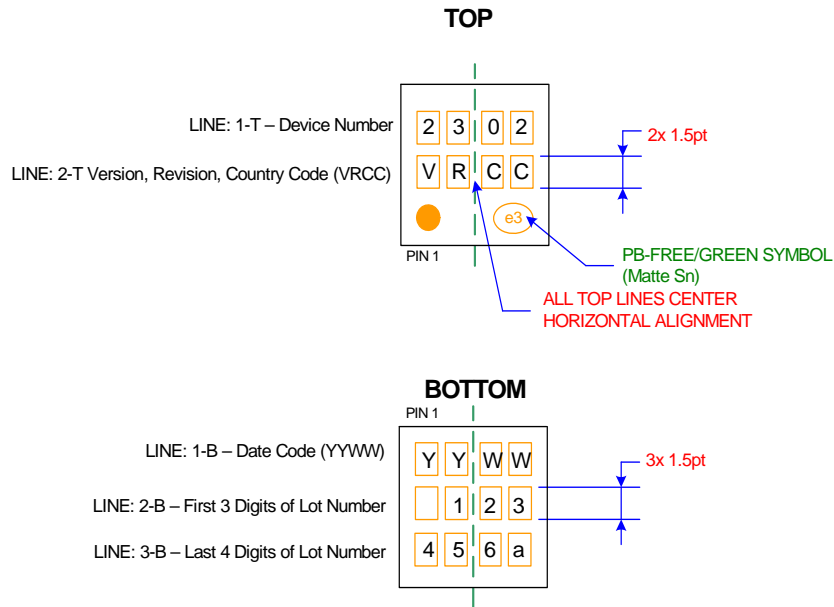 TOP
LINE: 1-T – Device Number
2 3 0 2
2x 1.5pt
LINE: 2-T Version, Revision, Country Code (VRCC)
V R C C
e3
PIN 1
PB-FREE/GREEN SYMBOL
(Matte Sn)
ALL TOP LINES CENTER
HORIZONTAL ALIGNMENT
BOTTOM
PIN 1
LINE: 1-B – Date Code (YYWW)
Y Y W W
3x 1.5pt
LINE: 2-B – First 3 Digits of Lot Number
1 2 3
LINE: 3-B – Last 4 Digits of Lot Number
4 5 6 a